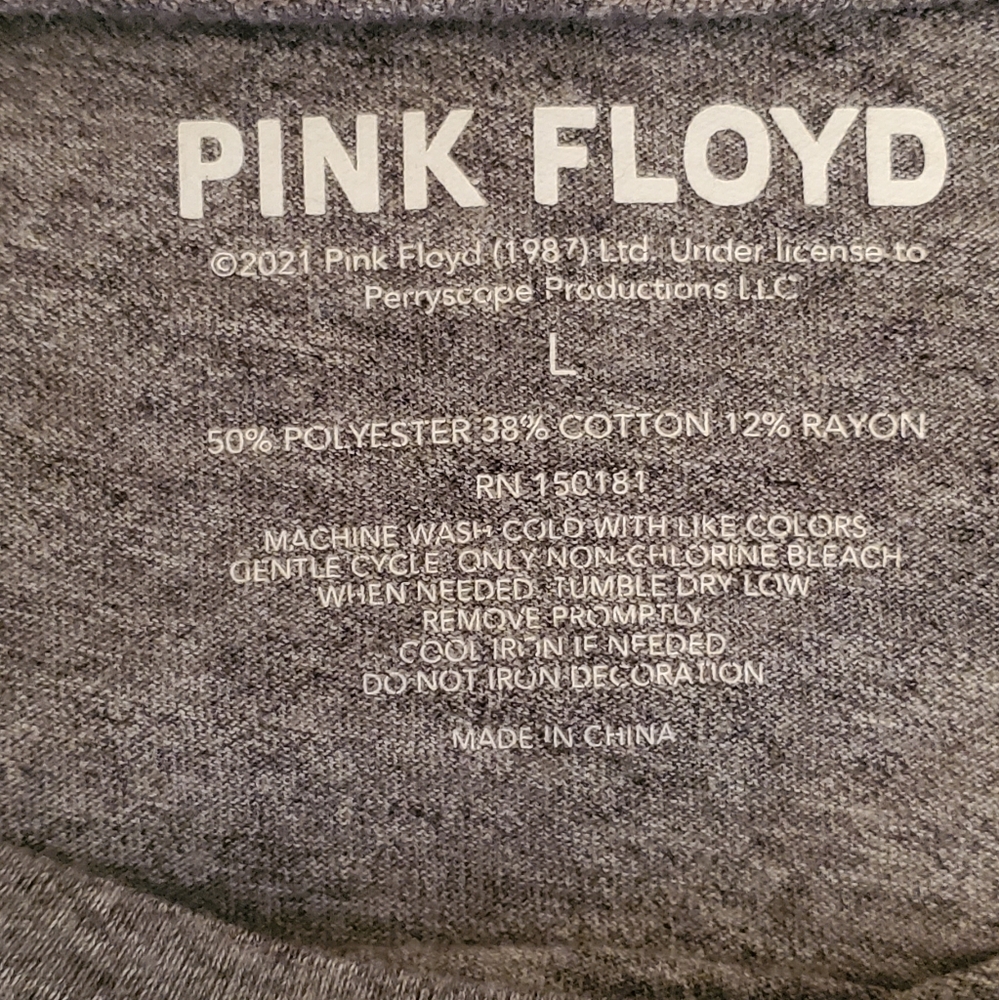 PINK FLOYD
©2021 Pink Floyd (1987) Ltd. Under license to
Perryscope Productions LLC
L
50% POLYESTER 38% COTTON 12% RAYON
RN 150181
MACHINE WASH COLD WITH LIKE COLORS
GENTLE CYCLE. ONLY NON-CHLORINE BLEACH
WHEN NEEDED. TUMBLE DRY LOW
REMOVE PROMPTLY
COOL IRON IF NEEDED
DO NOT IRON DECORATION
MADE IN CHINA